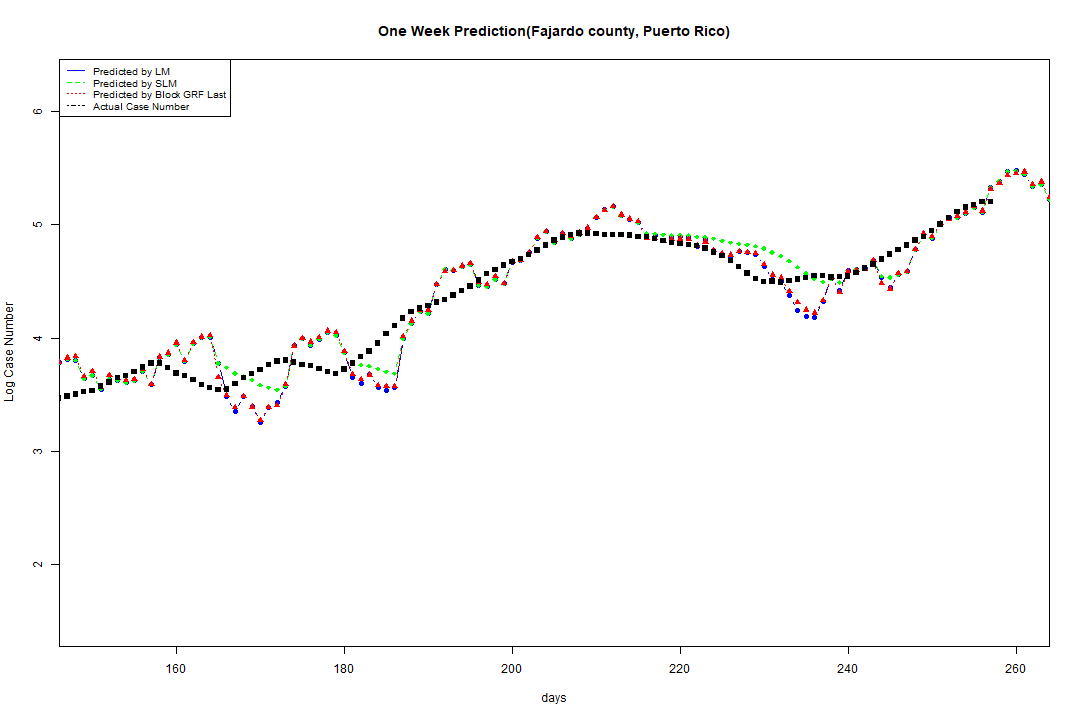 One Week Prediction(Fajardo county, Puerto Rico)
Predicted by LM
Predicted by SLM
Predicted by Block GRF Last
Actual Case Number
6
5
4
3
2
Log Case Number
160 180 200 220 240 260
days